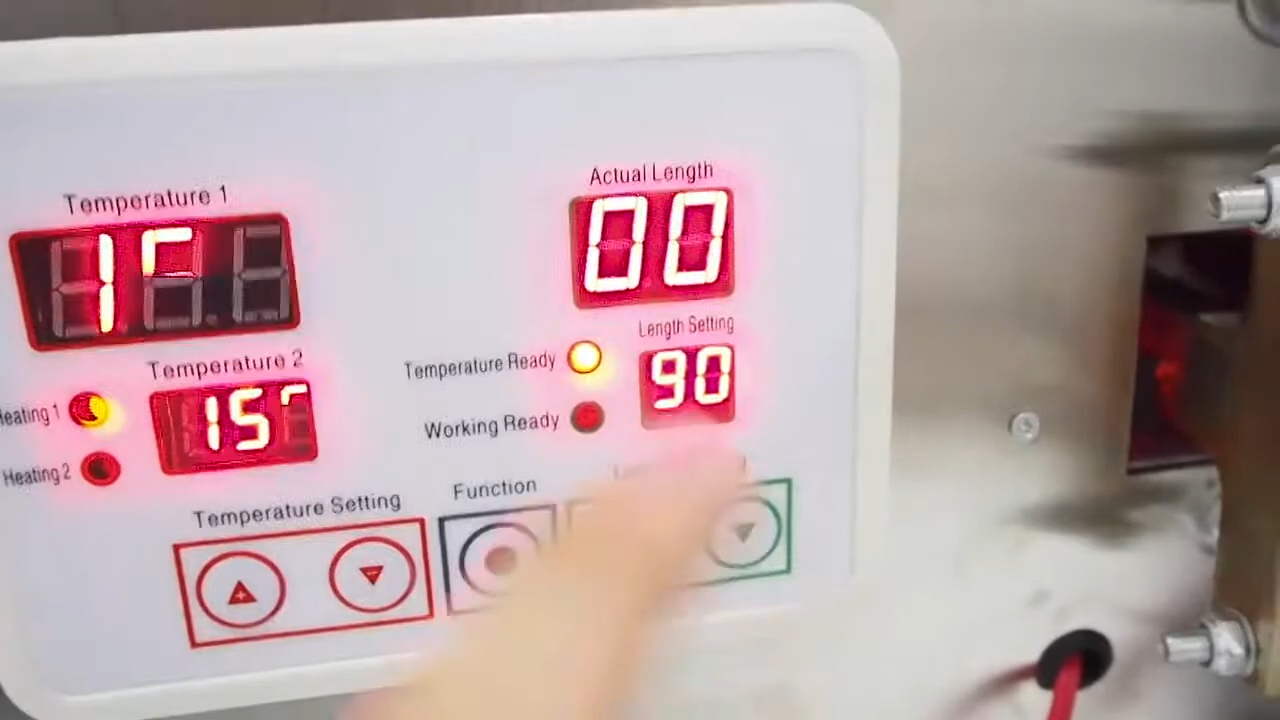 Temperature 1
Actual Length
00
Length Setting
Temperature 2
Temperature Ready
90
Heating 1
15
Working Ready
Heating 2
Function
Temperature Setting